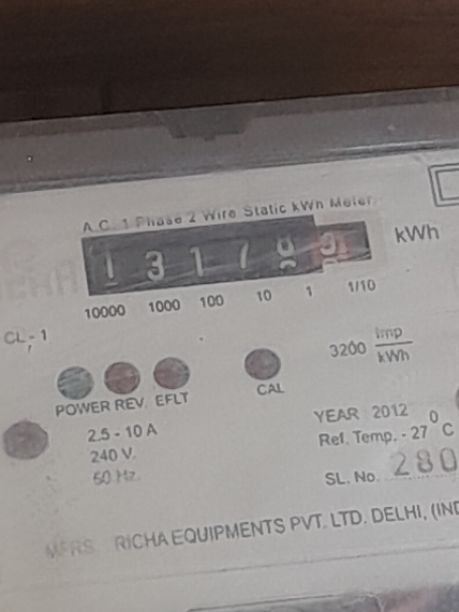 A.C. 1 Phase 2 Wire Static kWh Meter
1 3 1 7
kWh
10000 1000 100 10 1 1/10
CL-1
3200 Imp
kWh
POWER REV. EFLT
CAL
2.5 - 10 A
240 V.
50 Hz.
YEAR 2012
Ref. Temp. - 27 0 C
SL. No. 280
MFRS. RICHA EQUIPMENTS PVT. LTD. DELHI, (IND